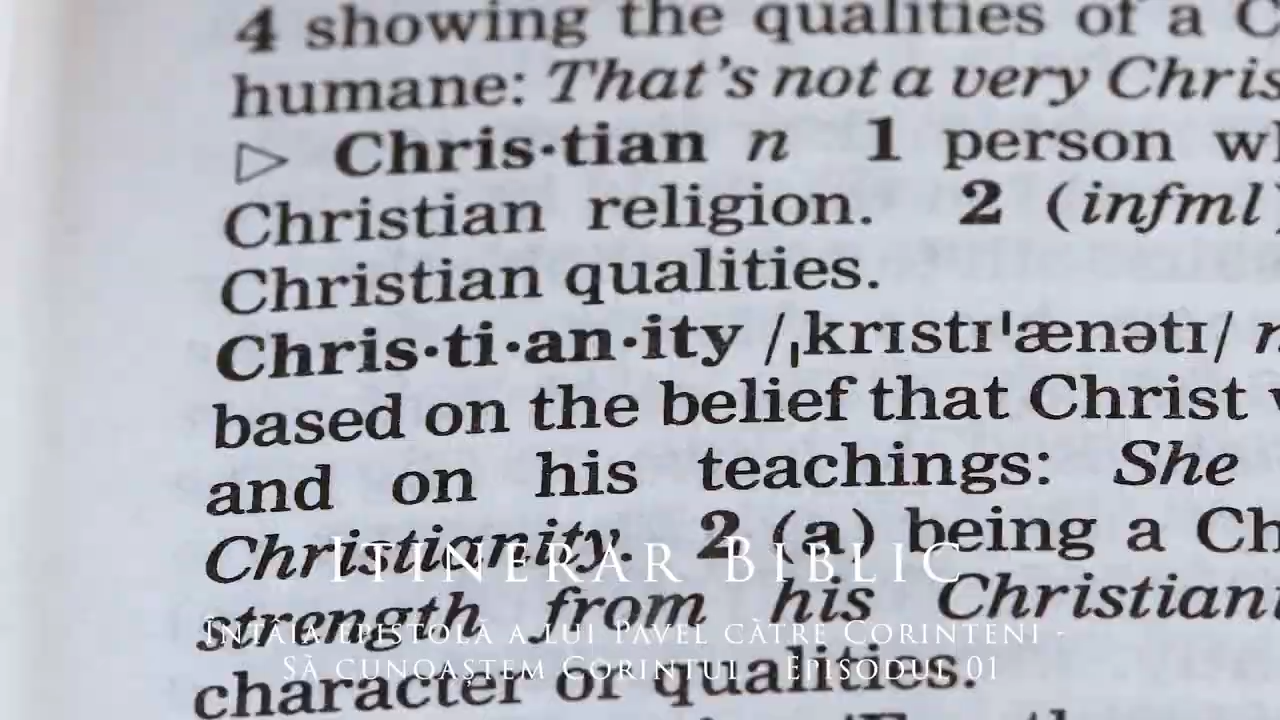 4 showing the qualities of a C
humane: That's not a very Chris
▷ Chris·tian n 1 person wh
Christian religion. 2 (infml)
Christian qualities.
Chris·ti·an·ity /ˌkrɪstɪˈænətɪ/ n
based on the belief that Christ w
and on his teachings: She
Christianity. 2 (a) being a Ch
strength from his Christiani
character or qualities.
Itinerar Biblic
Întâia epistolă a lui Pavel către Corinteni -
Să cunoaștem Corintul - Episodul 01